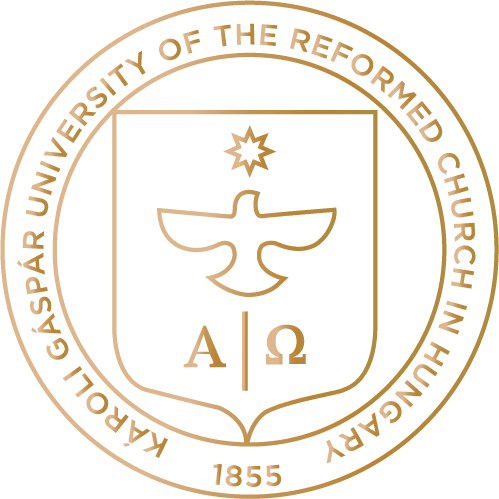 KÁROLI GÁSPÁR UNIVERSITY OF THE REFORMED CHURCH IN HUNGARY
Α Ω
1855